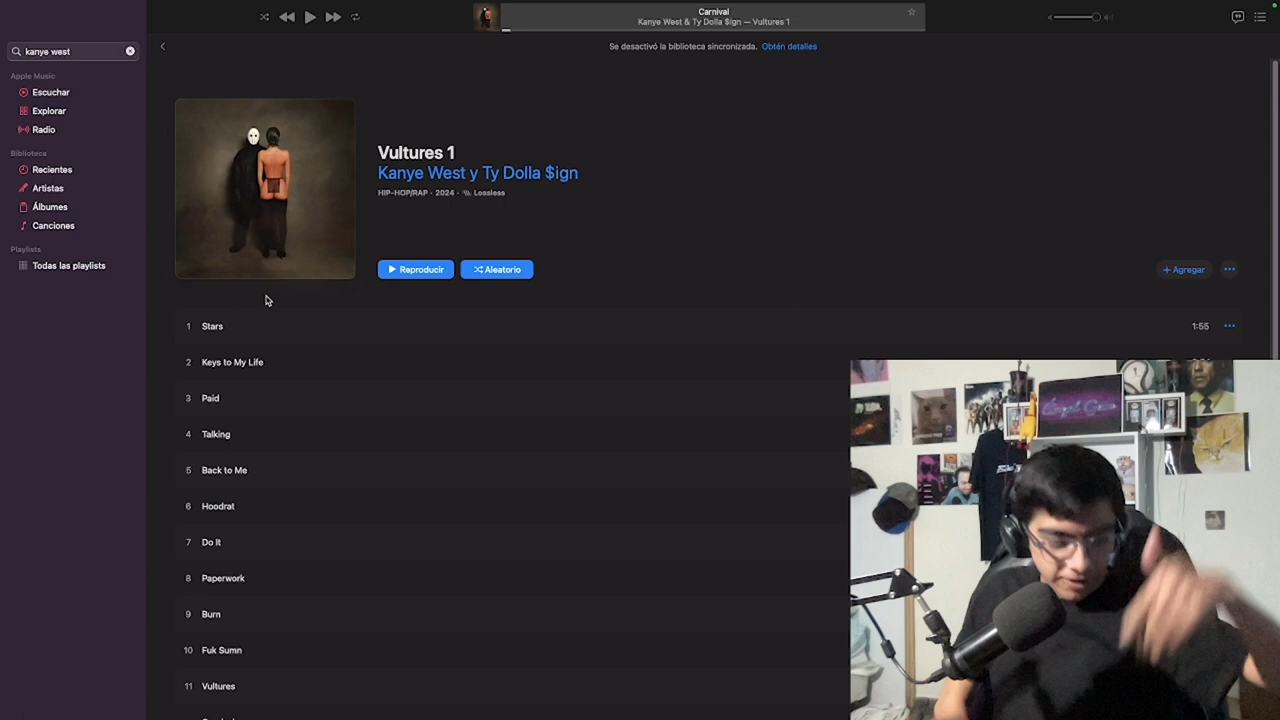 Carnival
Kanye West & Ty Dolla $ign — Vultures 1
kanye west
Se desactivó la biblioteca sincronizada. Obtén detalles
Apple Music
Escuchar
Explorar
Radio
Biblioteca
Recientes
Artistas
Álbumes
Canciones
Playlists
Todas las playlists
Vultures 1
Kanye West y Ty Dolla $ign
HIP-HOP/RAP · 2024 · Lossless
Reproducir
Aleatorio
+ Agregar
1 Stars 1:55
2 Keys to My Life
3 Paid
4 Talking
5 Back to Me
6 Hoodrat
7 Do It
8 Paperwork
9 Burn
10 Fuk Sumn
11 Vultures